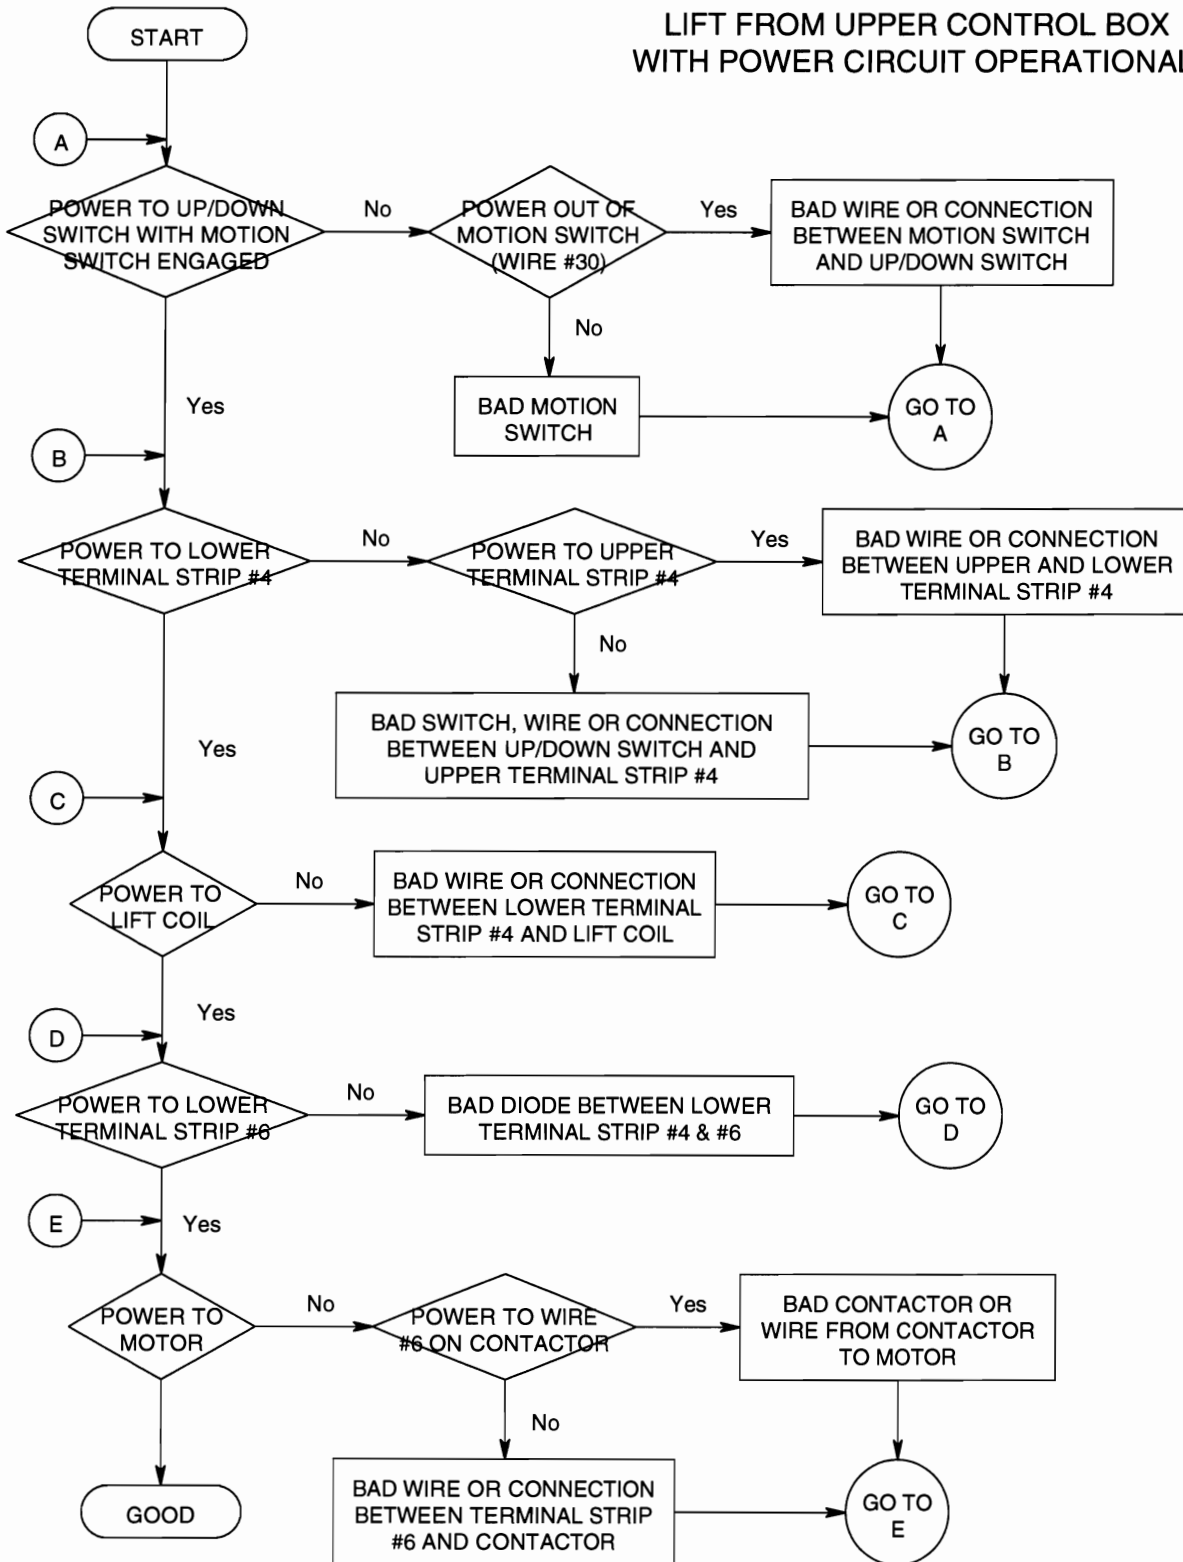 LIFT FROM UPPER CONTROL BOX
WITH POWER CIRCUIT OPERATIONAL
START
A
POWER TO UP/DOWN
SWITCH WITH MOTION
SWITCH ENGAGED
No
POWER OUT OF
MOTION SWITCH
(WIRE #30)
Yes
BAD WIRE OR CONNECTION
BETWEEN MOTION SWITCH
AND UP/DOWN SWITCH
No
Yes
BAD MOTION
SWITCH
GO TO
A
B
POWER TO LOWER
TERMINAL STRIP #4
No
POWER TO UPPER
TERMINAL STRIP #4
Yes
BAD WIRE OR CONNECTION
BETWEEN UPPER AND LOWER
TERMINAL STRIP #4
No
Yes
BAD SWITCH, WIRE OR CONNECTION
BETWEEN UP/DOWN SWITCH AND
UPPER TERMINAL STRIP #4
GO TO
B
C
POWER TO
LIFT COIL
No
BAD WIRE OR CONNECTION
BETWEEN LOWER TERMINAL
STRIP #4 AND LIFT COIL
GO TO
C
Yes
D
POWER TO LOWER
TERMINAL STRIP #6
No
BAD DIODE BETWEEN LOWER
TERMINAL STRIP #4 & #6
GO TO
D
E
Yes
POWER TO
MOTOR
No
POWER TO WIRE
#6 ON CONTACTOR
Yes
BAD CONTACTOR OR
WIRE FROM CONTACTOR
TO MOTOR
No
GOOD
BAD WIRE OR CONNECTION
BETWEEN TERMINAL STRIP
#6 AND CONTACTOR
GO TO
E